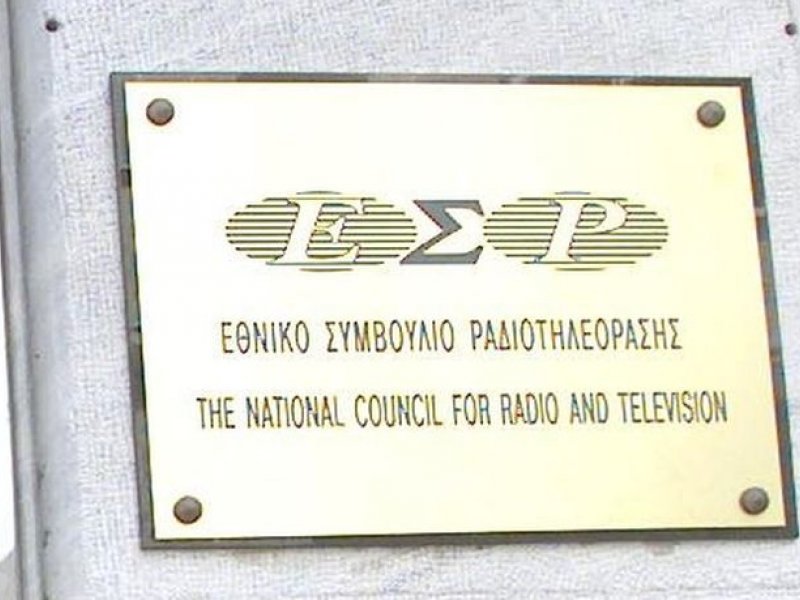 ΕΣΡ
ΕΘΝΙΚΟ ΣΥΜΒΟΥΛΙΟ ΡΑΔΙΟΤΗΛΕΟΡΑΣΗΣ
THE NATIONAL COUNCIL FOR RADIO AND TELEVISION